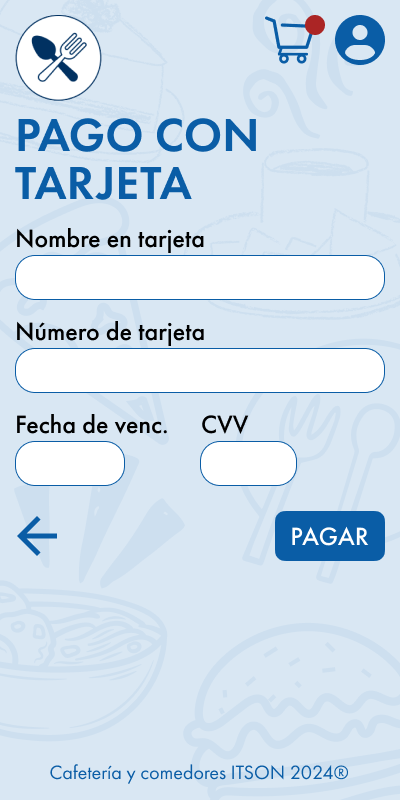 PAGO CON
TARJETA
Nombre en tarjeta
Número de tarjeta
Fecha de venc. CVV
PAGAR
Cafetería y comedores ITSON 2024®